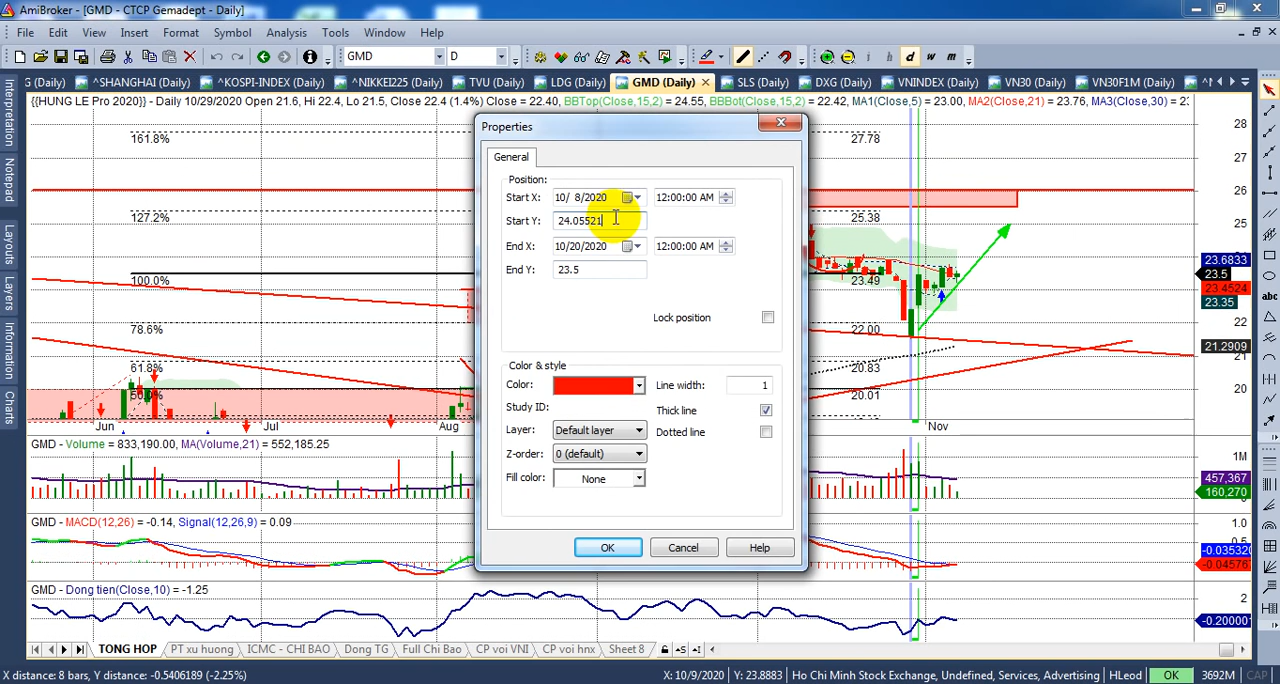 AmiBroker - [GMD - CTCP Gemadept - Daily]
File Edit View Insert Format Symbol Analysis Tools Window Help
GMD D
d w m
G (Daily) ^SHANGHAI (Daily) ^KOSPI-INDEX (Daily) ^NIKKEI225 (Daily) TVU (Daily) LDG (Daily) GMD (Daily) SLS (Daily) DXG (Daily) VNINDEX (Daily) VN30 (Daily) VN30F1M (Daily)
{{HUNG LE Pro 2020}} - Daily 10/29/2020 Open 21.6, Hi 22.4, Lo 21.5, Close 22.4 (1.4%) Close = 22.40, BBTop(Close,15,2) = 24.55, BBBot(Close,15,2) = 22.42, MA1(Close,5) = 23.00, MA2(Close,21) = 23.76, MA3(Close,30) = 23
Interpretation
Notepad
Layouts
Layers
Information
Charts
161.8%
127.2%
100.0%
78.6%
61.8%
50.0%
27.78
25.38
23.49
22.00
20.83
20.01
28
27
26
25
23.6833
23.5
23.4524
23.35
22
21.2909
20
Jun Jul Aug Nov
Properties
General
Position:
Start X: 10/ 8/2020 12:00:00 AM
Start Y: 24.05521
End X: 10/20/2020 12:00:00 AM
End Y: 23.5
Lock position
Color & style
Color: Line width: 1
Study ID: Thick line
Layer: Default layer Dotted line
Z-order: 0 (default)
Fill color: None
OK Cancel Help
GMD - Volume = 833,190.00, MA(Volume,21) = 552,185.25
1M
457,367
160,270
GMD - MACD(12,26) = -0.14, Signal(12,26,9) = 0.09
1.0
0.5
-0.035320
-0.04576
GMD - Dong tien(Close,10) = -1.25
2
-0.20000
TONG HOP PT xu huong ICMC - CHI BAO Dong TG Full Chi Bao CP voi VNI CP voi hnx Sheet 8
X distance: 8 bars, Y distance: -0.5406189 (-2.25%) X: 10/9/2020 Y: 23.8883 Ho Chi Minh Stock Exchange, Undefined, Services, Advertising HLeod OK 3692M CAP